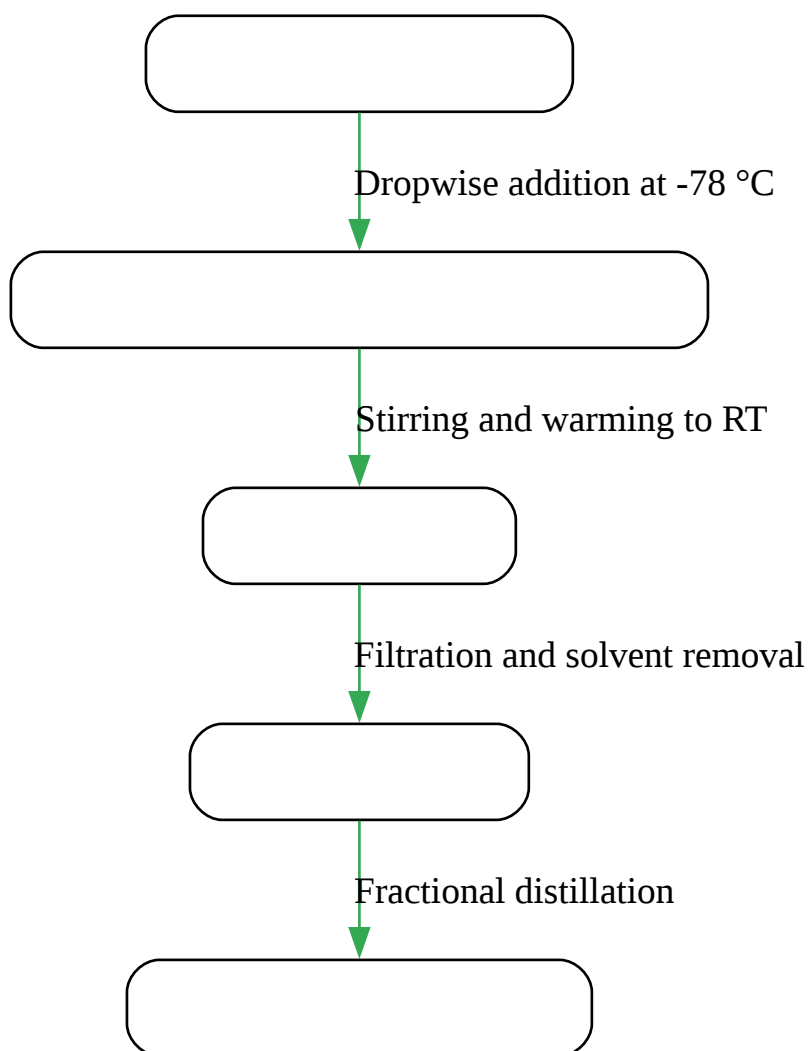 Dropwise addition at -78 °C
Stirring and warming to RT
Filtration and solvent removal
Fractional distillation